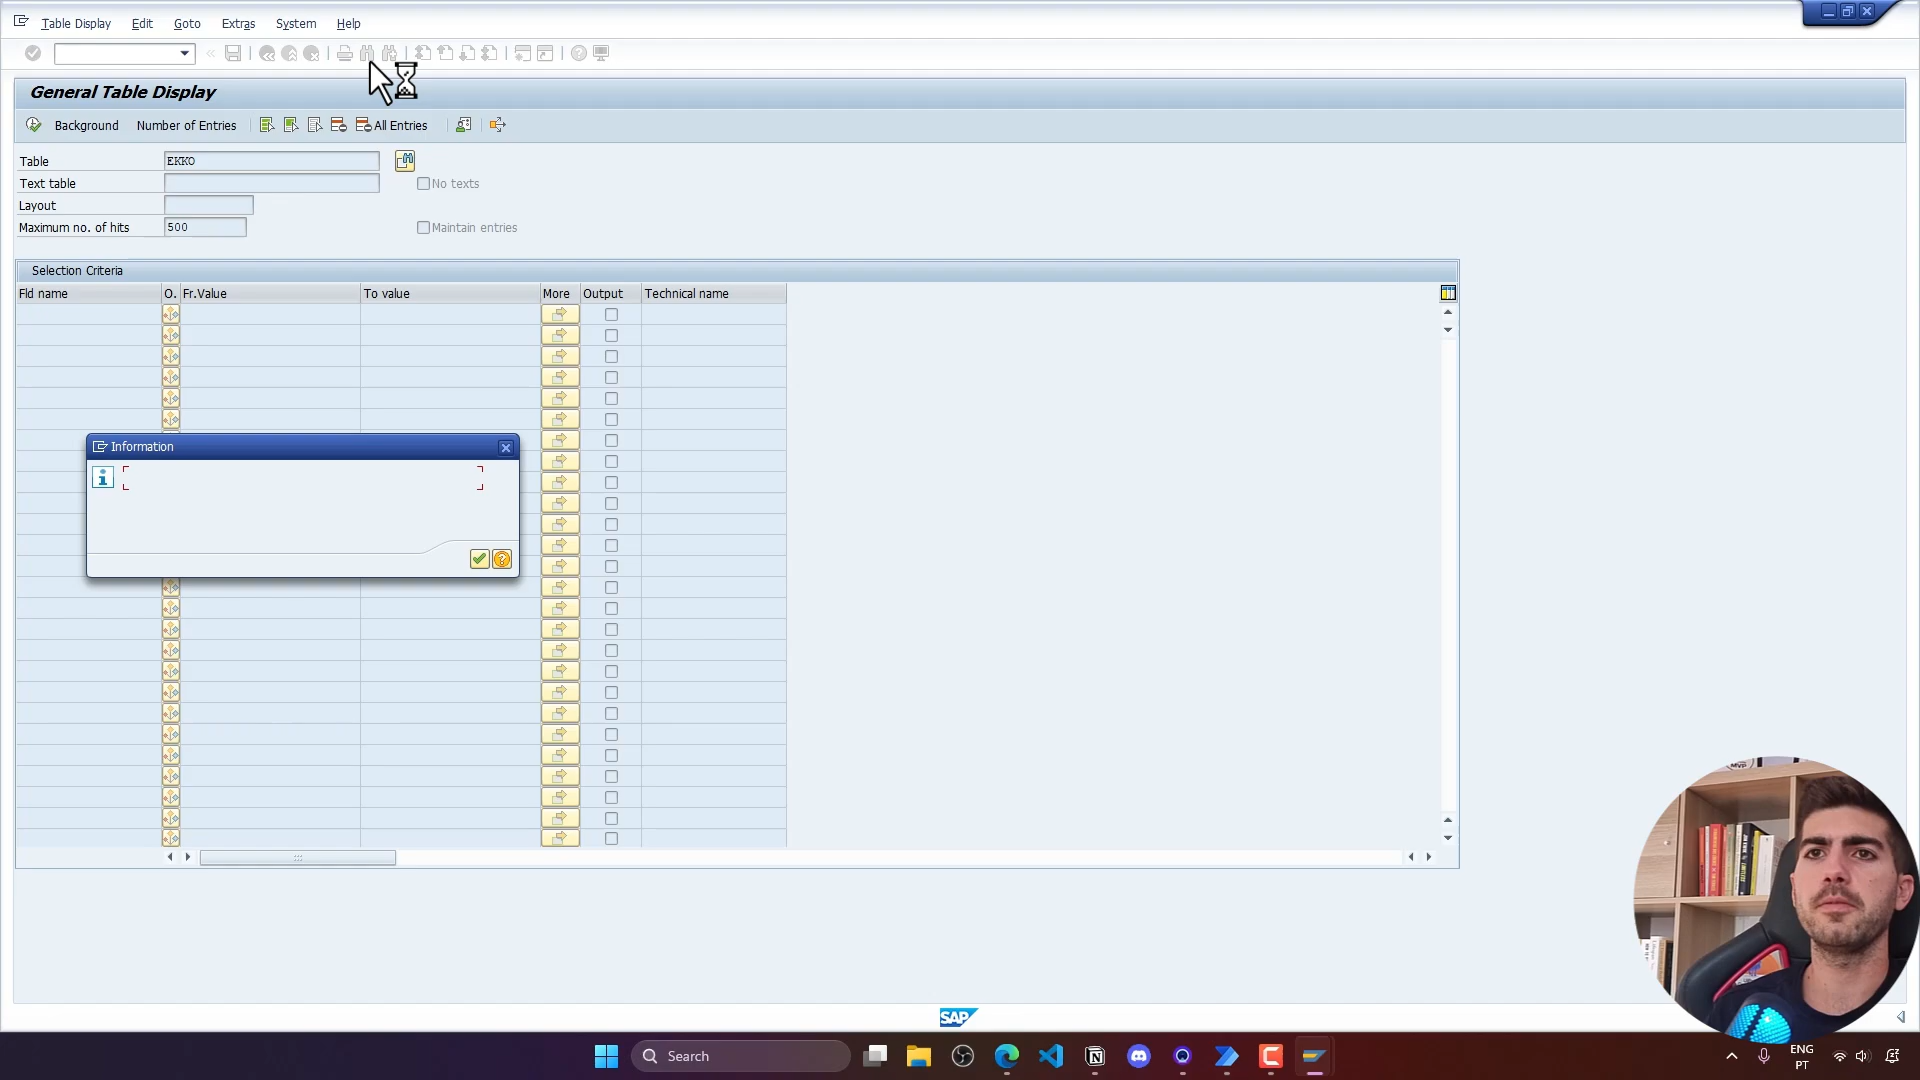 Table Display Edit Goto Extras System Help
General Table Display
Background Number of Entries All Entries
Table EKKO
Text table No texts
Layout
Maximum no. of hits 500 Maintain entries
Selection Criteria
Fld name O. Fr.Value To value More Output Technical name
Information
SAP
Search
ENG
PT